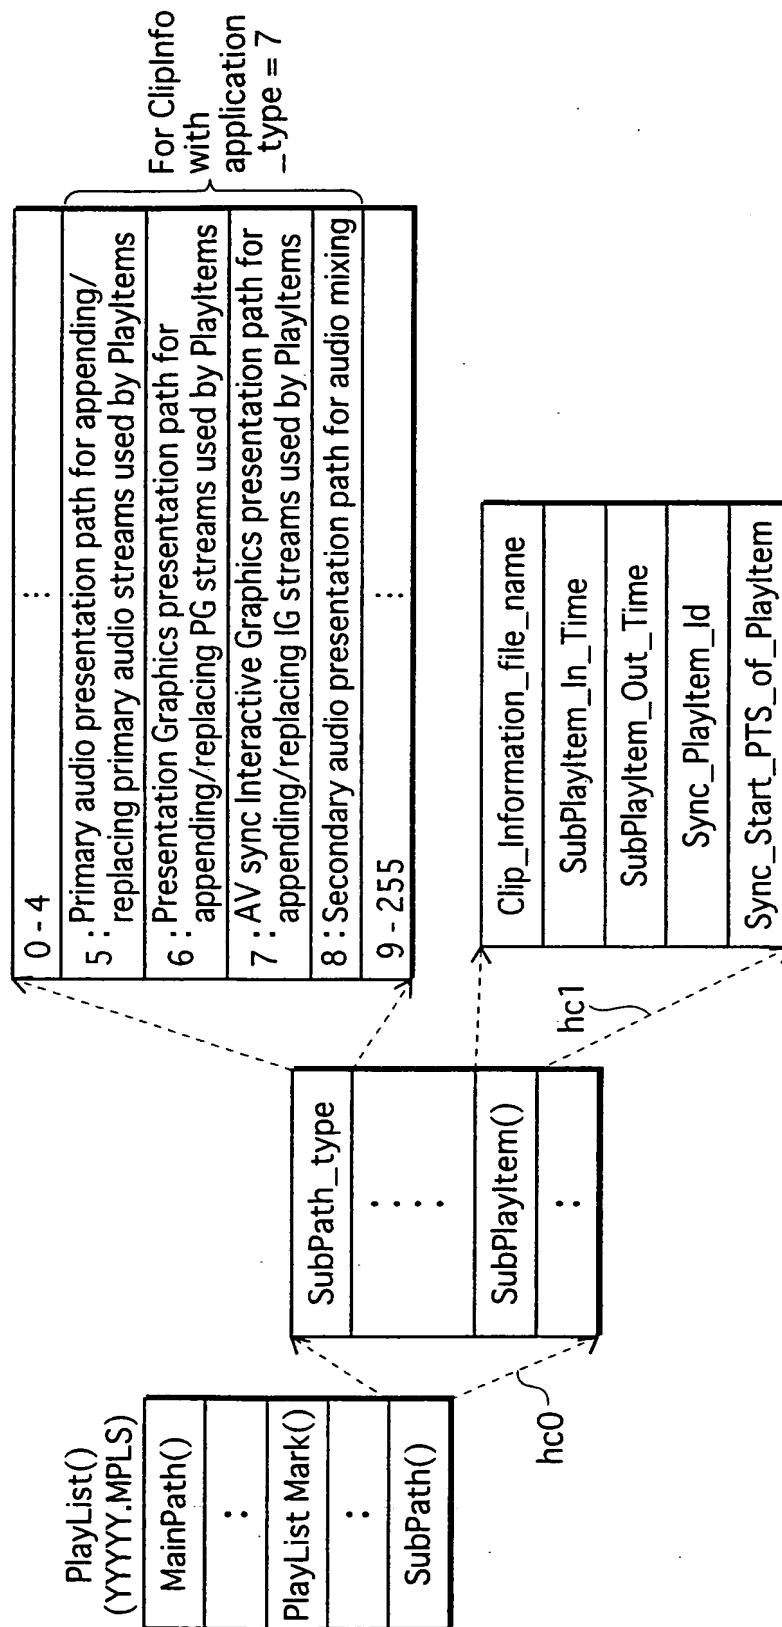 PlayList()
(YYYYY.MPLS)
MainPath()
:
PlayList Mark()
:
SubPath()
hc0
SubPath_type
. . . .
SubPlayItem()
:
hc1
0 - 4 :
5 : Primary audio presentation path for appending/
replacing primary audio streams used by PlayItems
6 : Presentation Graphics presentation path for
appending/replacing PG streams used by PlayItems
7 : AV sync Interactive Graphics presentation path for
appending/replacing IG streams used by PlayItems
8 : Secondary audio presentation path for audio mixing
9 - 255 :
For ClipInfo
with
application
_type = 7
Clip_Information_file_name
SubPlayItem_In_Time
SubPlayItem_Out_Time
Sync_PlayItem_Id
Sync_Start_PTS_of_PlayItem